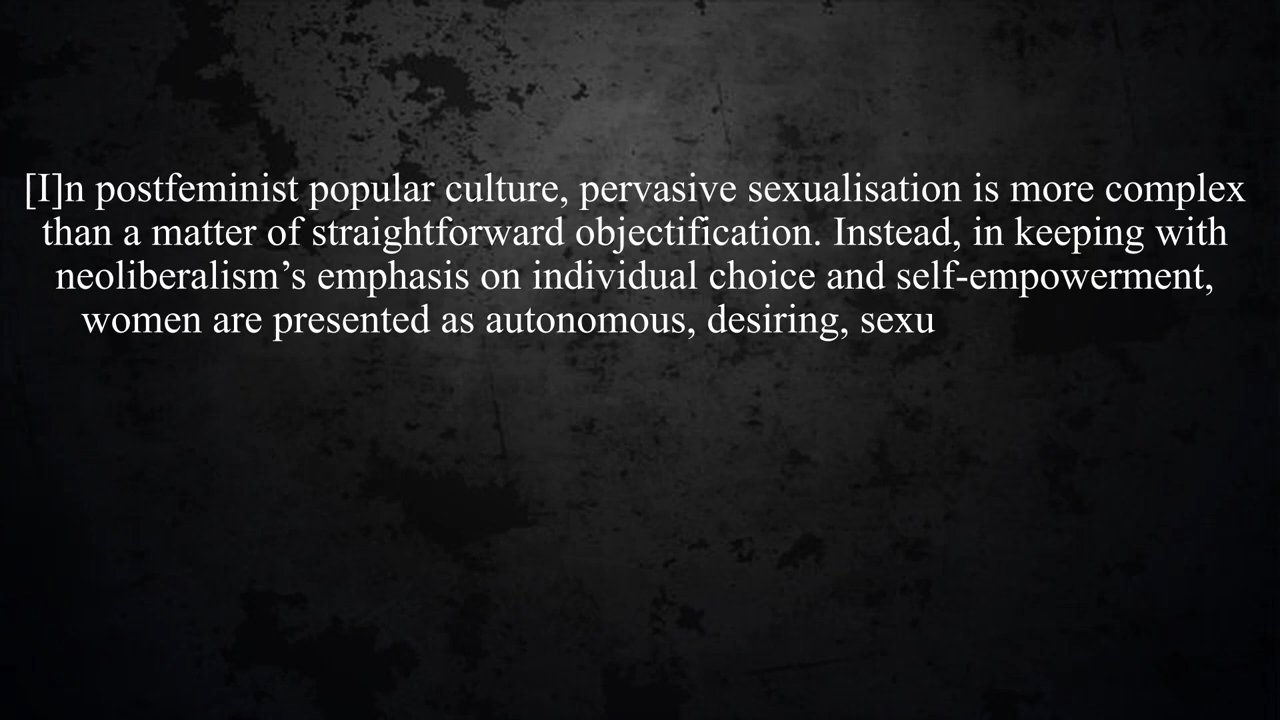 [I]n postfeminist popular culture, pervasive sexualisation is more complex
than a matter of straightforward objectification. Instead, in keeping with
neoliberalism’s emphasis on individual choice and self-empowerment,
women are presented as autonomous, desiring, sexu